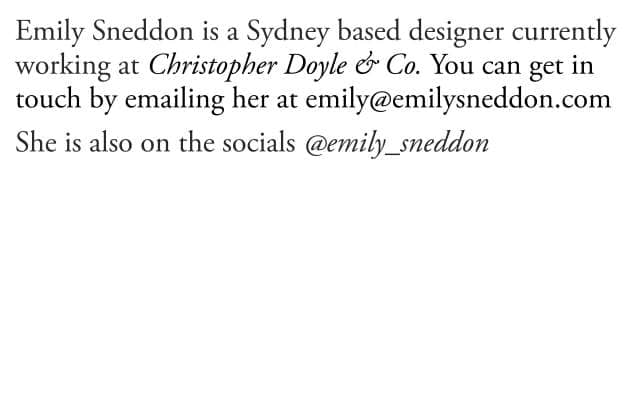 Emily Sneddon is a Sydney based designer currently
working at Christopher Doyle & Co. You can get in
touch by emailing her at emily@emilysneddon.com
She is also on the socials @emily_sneddon